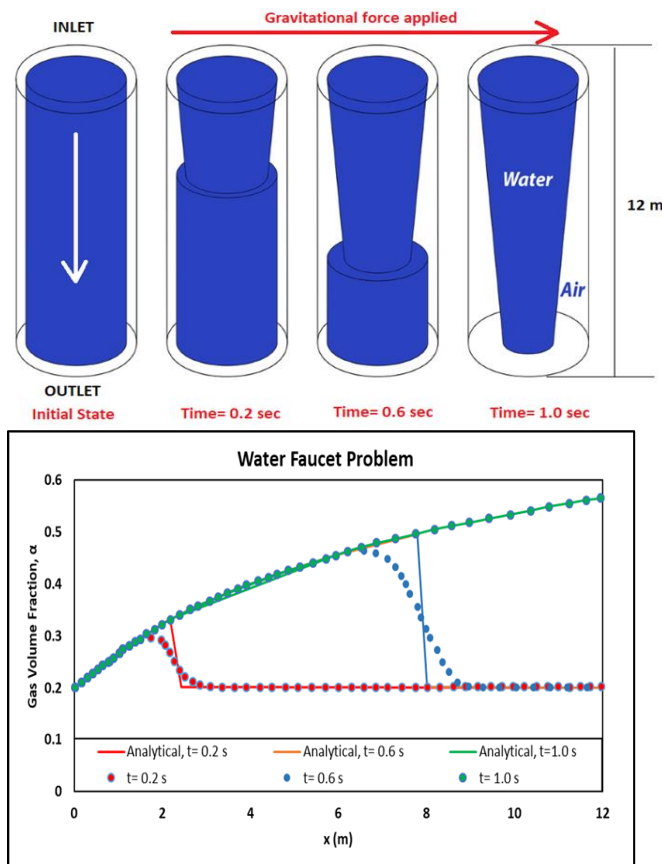 INLET
Gravitational force applied
Water
Air
12 m
OUTLET
Initial State
Time= 0.2 sec
Time= 0.6 sec
Time= 1.0 sec
Water Faucet Problem
Gas Volume Fraction, α
0.6
0.5
0.4
0.3
0.2
0.1
0
Analytical, t= 0.2 s
Analytical, t= 0.6 s
Analytical, t=1.0 s
t= 0.2 s
t= 0.6 s
t= 1.0 s
0 2 4 6 8 10 12
x (m)